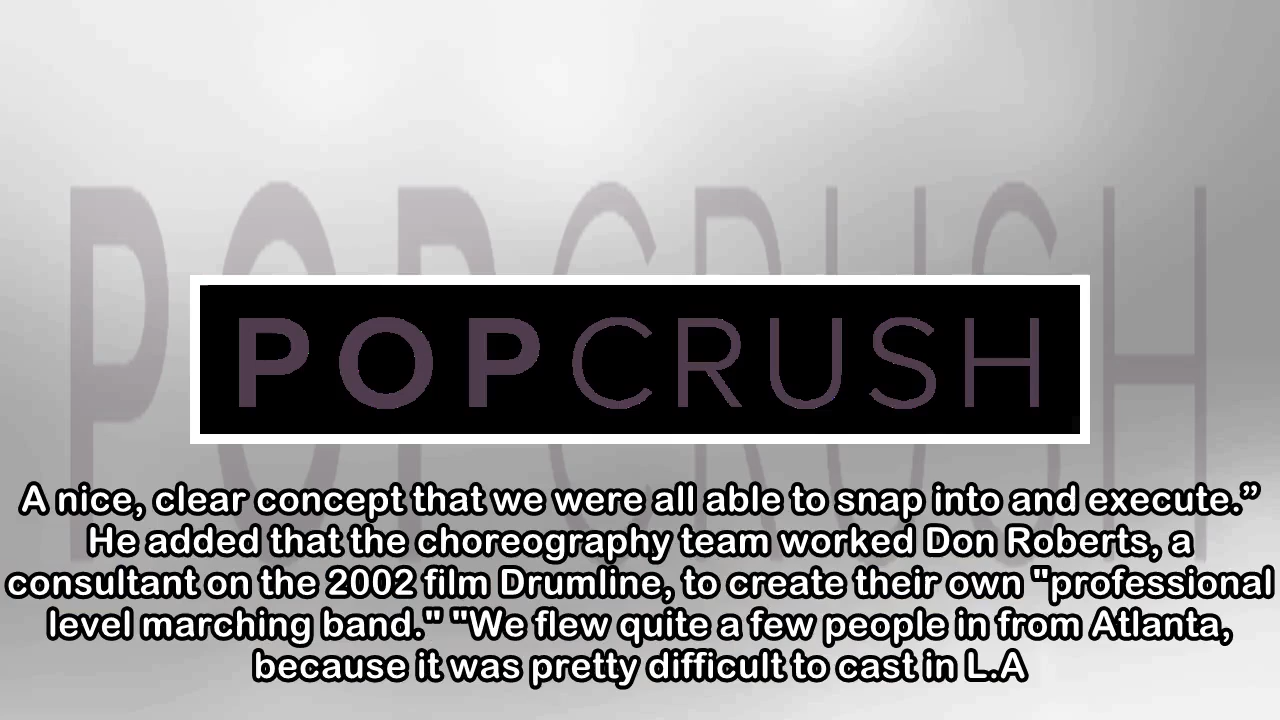 POPCRUSH
POPCRUSH
A nice, clear concept that we were all able to snap into and execute.”
He added that the choreography team worked Don Roberts, a
consultant on the 2002 film Drumline, to create their own "professional
level marching band." "We flew quite a few people in from Atlanta,
because it was pretty difficult to cast in L.A